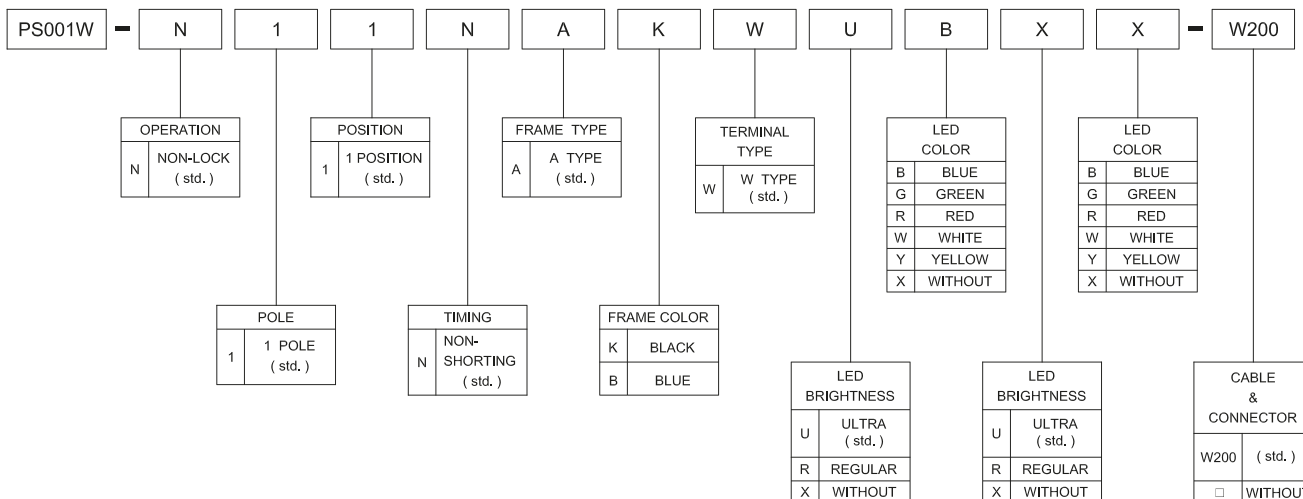 PS001W - N 1 1 N A K W U B X X - W200
OPERATION
N NON-LOCK
( std. )
POSITION
1 1 POSITION
( std. )
FRAME TYPE
A A TYPE
( std. )
TERMINAL
TYPE
W W TYPE
( std. )
LED
COLOR
B BLUE
G GREEN
R RED
W WHITE
Y YELLOW
X WITHOUT
LED
COLOR
B BLUE
G GREEN
R RED
W WHITE
Y YELLOW
X WITHOUT
POLE
1 1 POLE
( std. )
TIMING
N NON-
SHORTING
( std. )
FRAME COLOR
K BLACK
B BLUE
LED
BRIGHTNESS
U ULTRA
( std. )
R REGULAR
X WITHOUT
LED
BRIGHTNESS
U ULTRA
( std. )
R REGULAR
X WITHOUT
CABLE
&
CONNECTOR
W200 ( std. )
□ WITHOUT